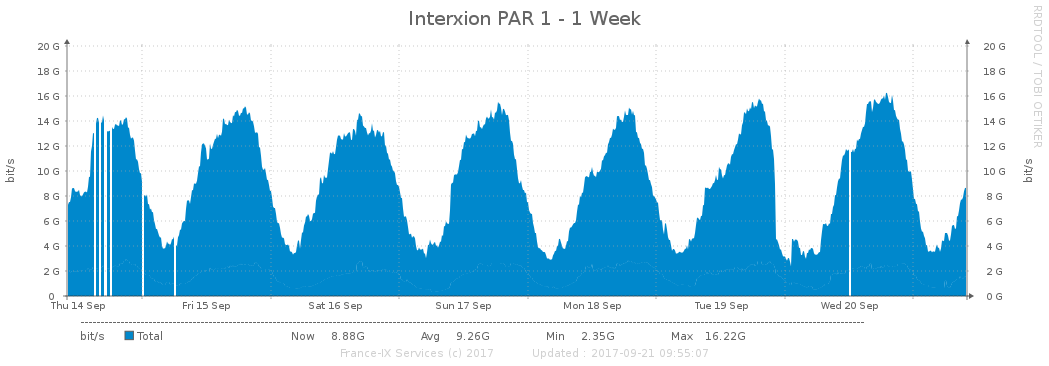 Interxion PAR 1 - 1 Week
RRDTOOL / TOBI OETIKER
20 G 20 G
18 G 18 G
16 G 16 G
14 G 14 G
12 G 12 G
10 G 10 G
8 G 8 G
6 G 6 G
4 G 4 G
2 G 2 G
0 0 G
bit/s
bit/s
Thu 14 Sep Fri 15 Sep Sat 16 Sep Sun 17 Sep Mon 18 Sep Tue 19 Sep Wed 20 Sep
bit/s Total Now 8.88G Avg 9.26G Min 2.35G Max 16.22G
France-IX Services (c) 2017 Updated : 2017-09-21 09:55:07